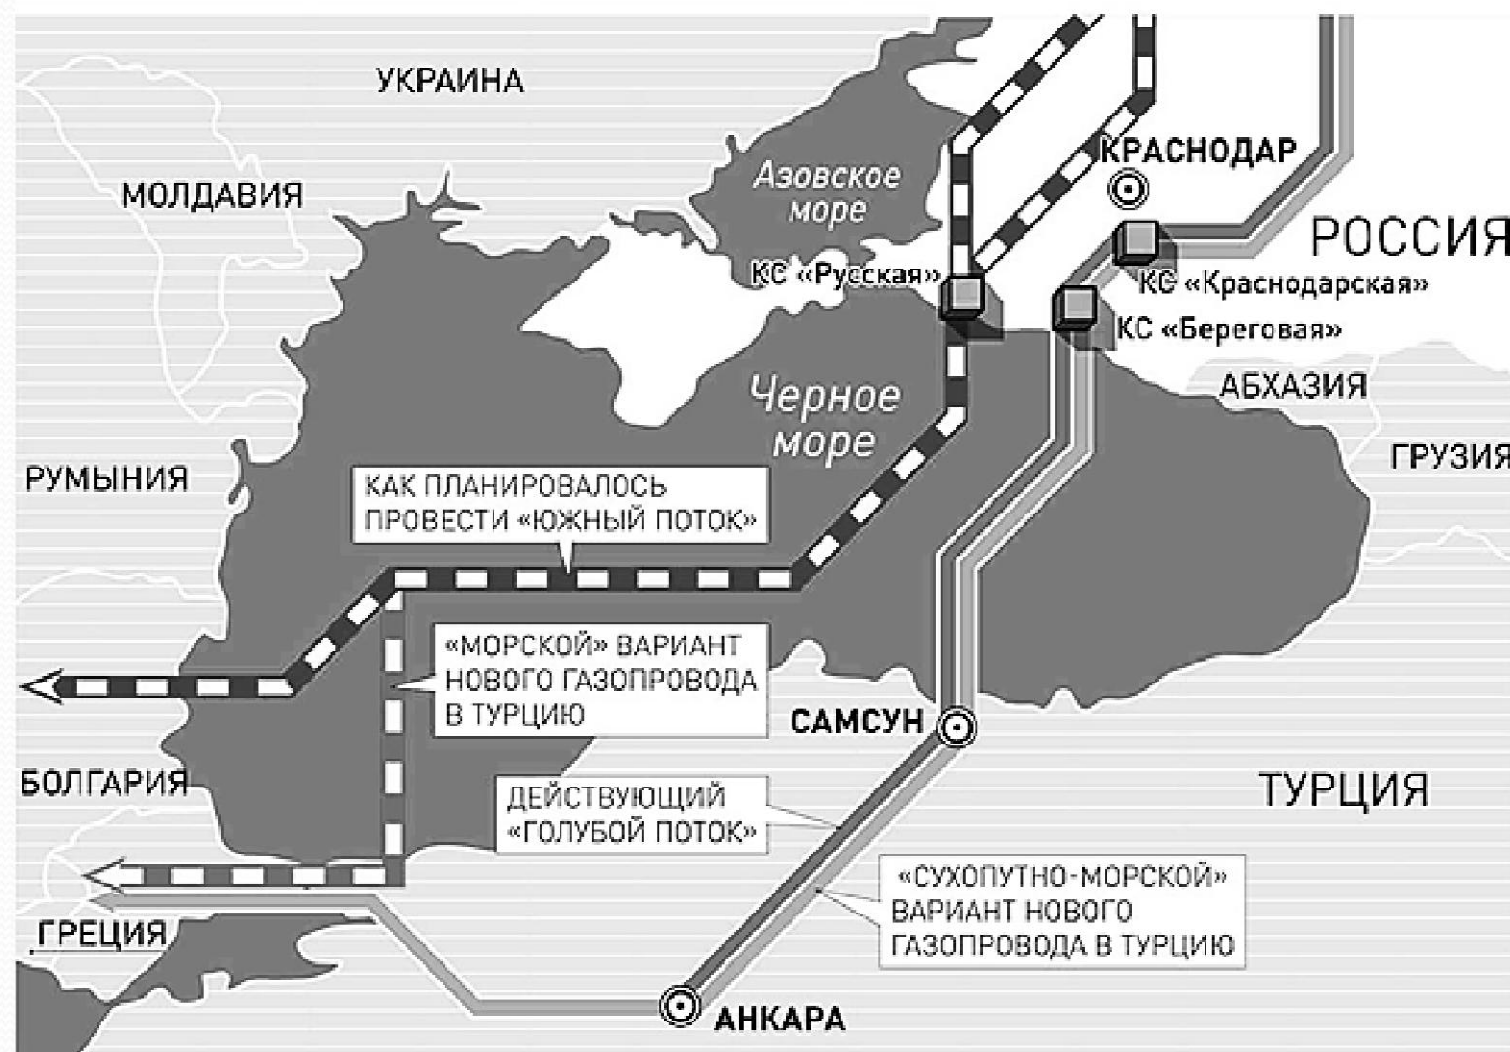 УКРАИНА
МОЛДАВИЯ
Азовское
море
КРАСНОДАР
РОССИЯ
КС «Русская»
КС «Краснодарская»
КС «Береговая»
АБХАЗИЯ
Черное
море
ГРУЗИЯ
РУМЫНИЯ
КАК ПЛАНИРОВАЛОСЬ
ПРОВЕСТИ «ЮЖНЫЙ ПОТОК»
«МОРСКОЙ» ВАРИАНТ
НОВОГО ГАЗОПРОВОДА
В ТУРЦИЮ
САМСУН
БОЛГАРИЯ
ТУРЦИЯ
ДЕЙСТВУЮЩИЙ
«ГОЛУБОЙ ПОТОК»
«СУХОПУТНО-МОРСКОЙ»
ВАРИАНТ НОВОГО
ГАЗОПРОВОДА В ТУРЦИЮ
ГРЕЦИЯ
АНКАРА